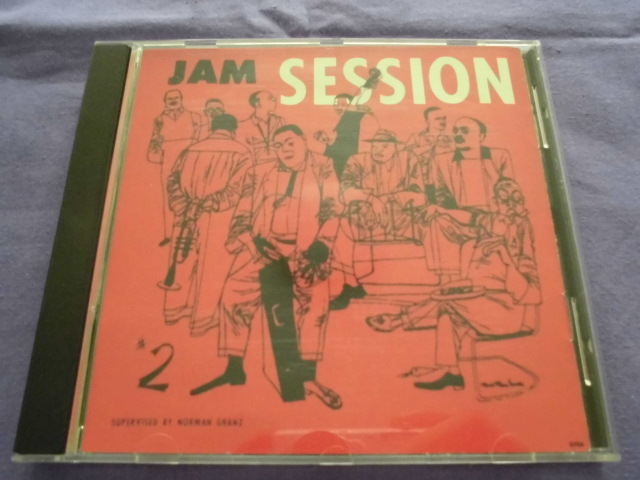 JAM SESSION
# 2
SUPERVISED BY NORMAN GRANZ